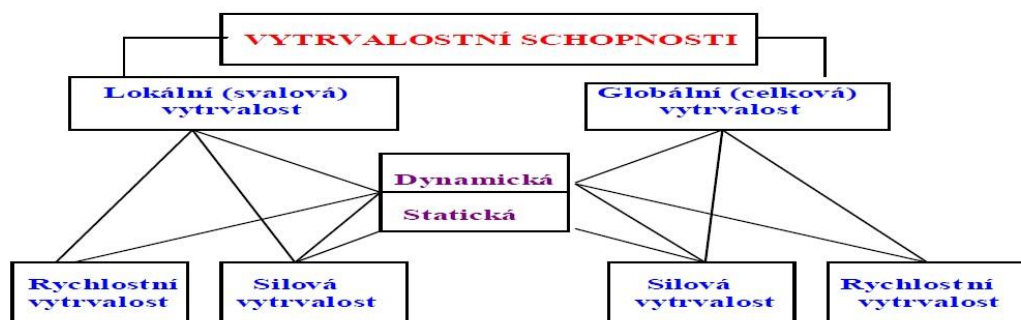 VYTRVALOSTNÍ SCHOPNOSTI
Lokální (svalová)
vytrvalost
Globální (celková)
vytrvalost
Dynamická
Statická
Rychlostní
vytrvalost
Silová
vytrvalost
Silová
vytrvalost
Rychlostní
vytrvalost